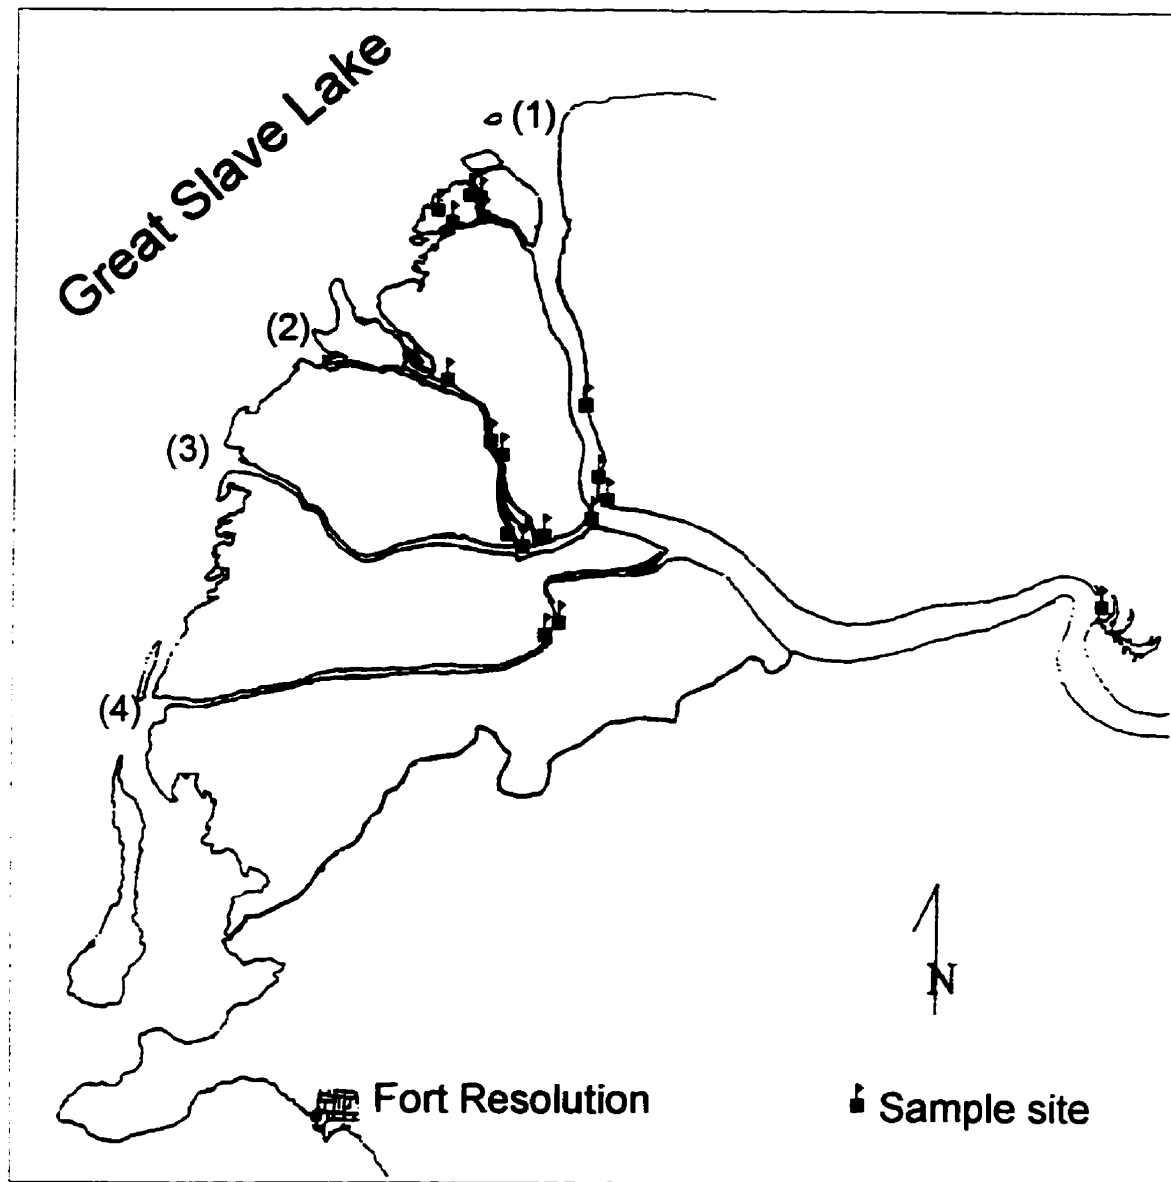 Great Slave Lake
(1)
(2)
(3)
(4)
N
Fort Resolution
Sample site